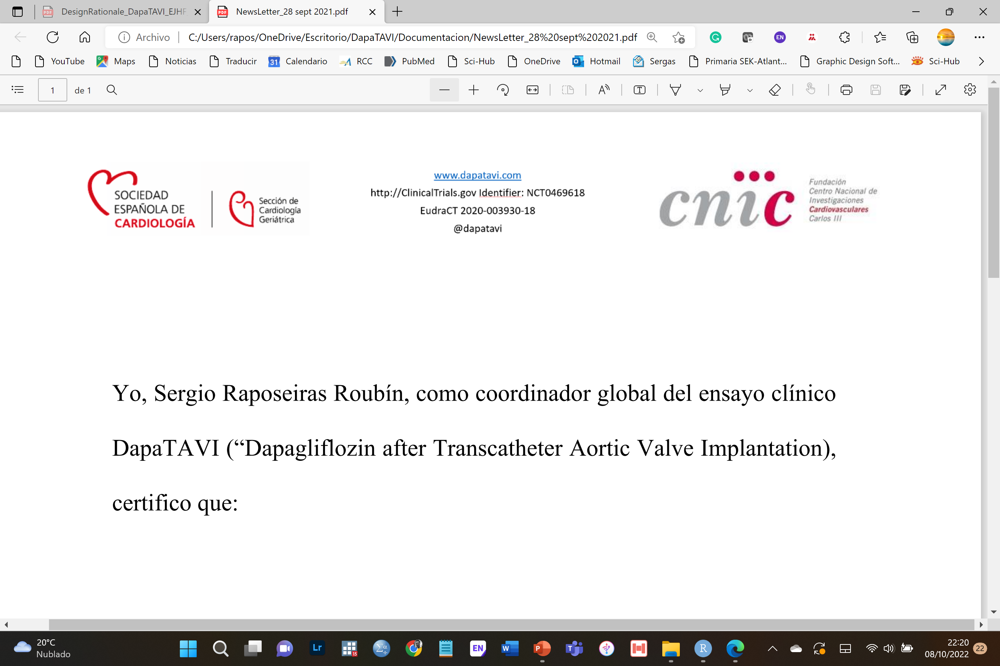 DesignRationale_DapaTAVI_EJHF
NewsLetter_28 sept 2021.pdf
Archivo
C:/Users/rapos/OneDrive/Escritorio/DapaTAVI/Documentacion/NewsLetter_28%20sept%202021.pdf
EN
YouTube
Maps
Noticias
Traducir
31
Calendario
RCC
PubMed
Sci-Hub
OneDrive
Hotmail
Sergas
Primaria SEK-Atlant...
Graphic Design Soft...
Sci-Hub
1
de 1
SOCIEDAD
ESPAÑOLA DE
CARDIOLOGÍA
Sección de
Cardiología
Geriátrica
www.dapatavi.com
http://ClinicalTrials.gov Identifier: NCT0469618
EudraCT 2020-003930-18
@dapatavi
cnic
Fundación
Centro Nacional de
Investigaciones
Cardiovasculares
Carlos III
Yo, Sergio Raposeiras Roubín, como coordinador global del ensayo clínico
DapaTAVI (“Dapagliflozin after Transcatheter Aortic Valve Implantation),
certifico que:
20°C
Nublado
Lr
15
Σα
EN
W
P
T
R
22:20
08/10/2022
22